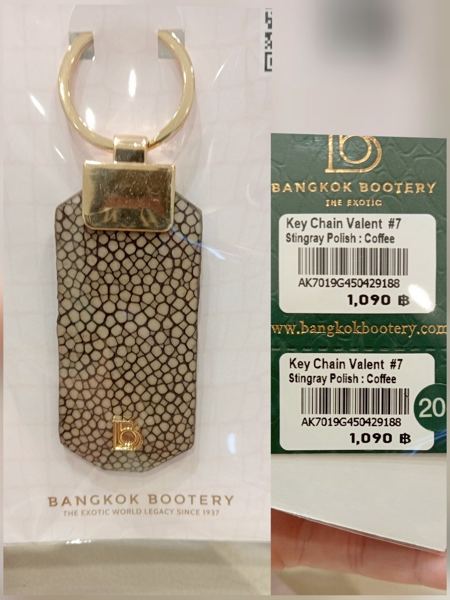 b
BANGKOK BOOTERY
THE EXOTIC WORLD LEGACY SINCE 1937
b
BANGKOK BOOTERY
THE EXOTIC
Key Chain Valent #7
Stingray Polish : Coffee
AK7019G450429188
1,090 ฿
www.bangkokbootery.com
Key Chain Valent #7
Stingray Polish : Coffee
AK7019G450429188
1,090 ฿
20